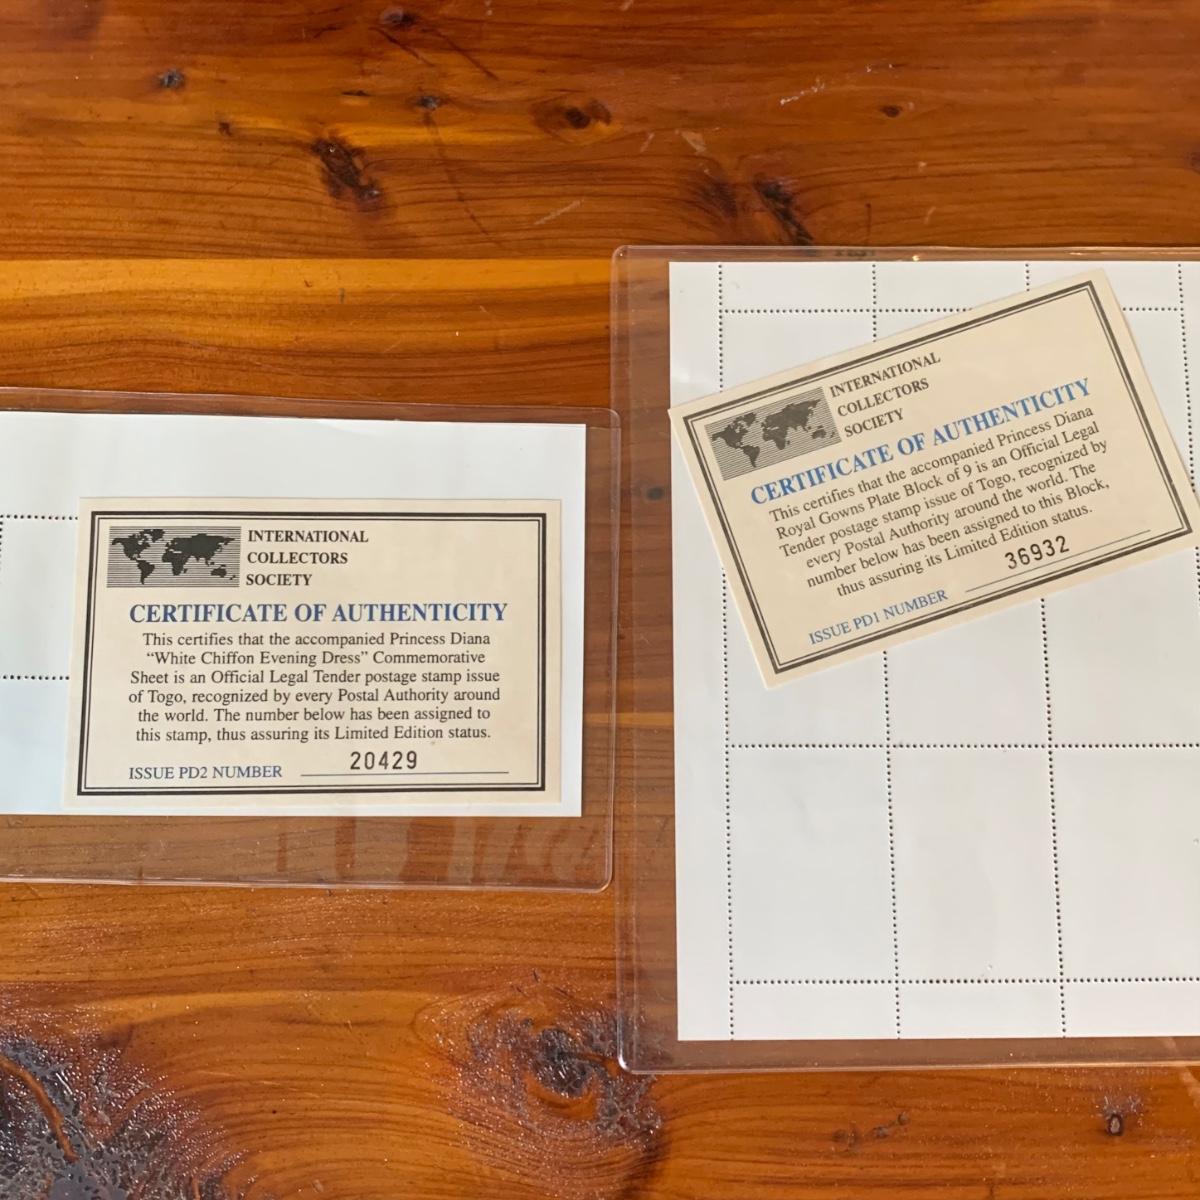 INTERNATIONAL
COLLECTORS
SOCIETY
CERTIFICATE OF AUTHENTICITY
This certifies that the accompanied Princess Diana
“White Chiffon Evening Dress” Commemorative
Sheet is an Official Legal Tender postage stamp issue
of Togo, recognized by every Postal Authority around
the world. The number below has been assigned to
this stamp, thus assuring its Limited Edition status.
ISSUE PD2 NUMBER 20429
INTERNATIONAL
COLLECTORS
SOCIETY
CERTIFICATE OF AUTHENTICITY
This certifies that the accompanied Princess Diana
Royal Gowns Plate Block of 9 is an Official Legal
Tender postage stamp issue of Togo, recognized by
every Postal Authority around the world. The
number below has been assigned to this Block,
thus assuring its Limited Edition status.
ISSUE PD1 NUMBER 36932